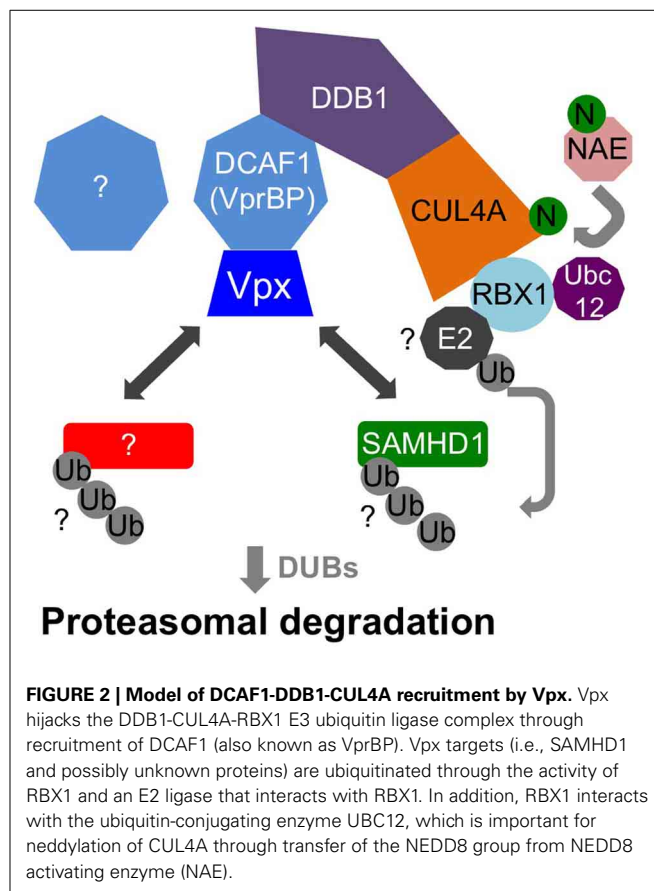 DDB1
N
NAE
?
DCAF1
(VprBP)
CUL4A
N
Vpx
RBX1
Ubc
12
?
E2
Ub
?
SAMHD1
Ub
Ub
Ub
?
Ub
Ub
Ub
?
DUBs
Proteasomal degradation
FIGURE 2 | Model of DCAF1-DDB1-CUL4A recruitment by Vpx. Vpx
hijacks the DDB1-CUL4A-RBX1 E3 ubiquitin ligase complex through
recruitment of DCAF1 (also known as VprBP). Vpx targets (i.e., SAMHD1
and possibly unknown proteins) are ubiquitinated through the activity of
RBX1 and an E2 ligase that interacts with RBX1. In addition, RBX1 interacts
with the ubiquitin-conjugating enzyme UBC12, which is important for
neddylation of CUL4A through transfer of the NEDD8 group from NEDD8
activating enzyme (NAE).